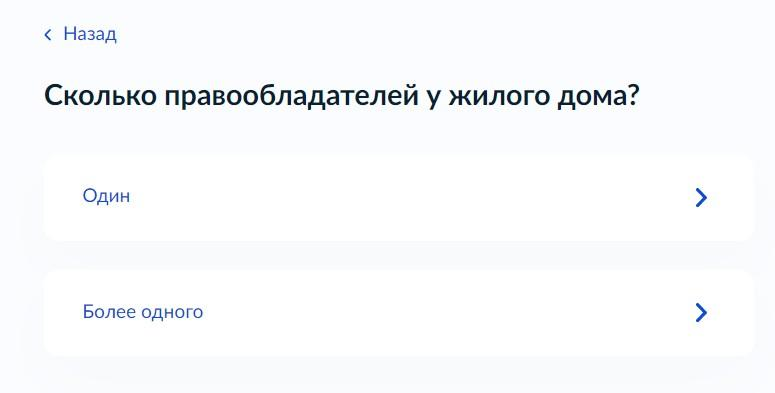 Назад
Сколько правообладателей у жилого дома?
Один
Более одного